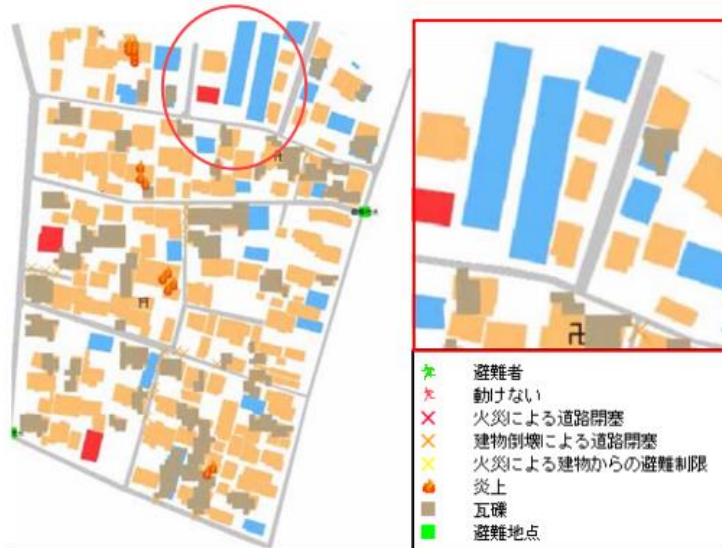 避難者
動けない
火災による道路閉塞
建物倒壊による道路閉塞
火災による建物からの避難制限
炎上
瓦礫
避難地点